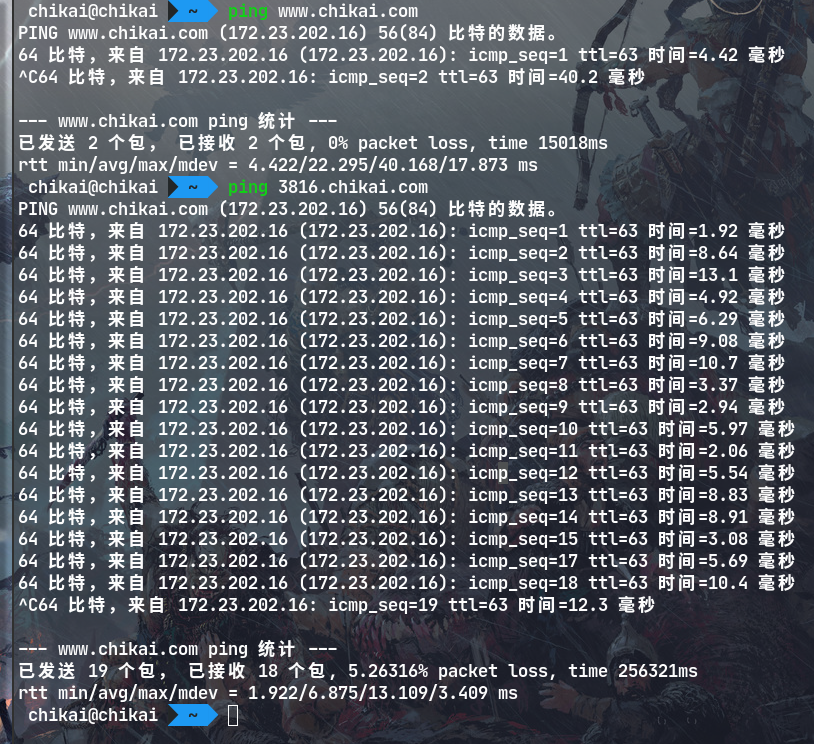 chikai@chikai ~ ping www.chikai.com
PING www.chikai.com (172.23.202.16) 56(84) 比特的数据。
64 比特，来自 172.23.202.16 (172.23.202.16): icmp_seq=1 ttl=63 时间=4.42 毫秒
^C64 比特，来自 172.23.202.16: icmp_seq=2 ttl=63 时间=40.2 毫秒
--- www.chikai.com ping 统计 ---
已发送 2 个包， 已接收 2 个包, 0% packet loss, time 15018ms
rtt min/avg/max/mdev = 4.422/22.295/40.168/17.873 ms
chikai@chikai ~ ping 3816.chikai.com
PING www.chikai.com (172.23.202.16) 56(84) 比特的数据。
64 比特，来自 172.23.202.16 (172.23.202.16): icmp_seq=1 ttl=63 时间=1.92 毫秒
64 比特，来自 172.23.202.16 (172.23.202.16): icmp_seq=2 ttl=63 时间=8.64 毫秒
64 比特，来自 172.23.202.16 (172.23.202.16): icmp_seq=3 ttl=63 时间=13.1 毫秒
64 比特，来自 172.23.202.16 (172.23.202.16): icmp_seq=4 ttl=63 时间=4.92 毫秒
64 比特，来自 172.23.202.16 (172.23.202.16): icmp_seq=5 ttl=63 时间=6.29 毫秒
64 比特，来自 172.23.202.16 (172.23.202.16): icmp_seq=6 ttl=63 时间=9.08 毫秒
64 比特，来自 172.23.202.16 (172.23.202.16): icmp_seq=7 ttl=63 时间=10.7 毫秒
64 比特，来自 172.23.202.16 (172.23.202.16): icmp_seq=8 ttl=63 时间=3.37 毫秒
64 比特，来自 172.23.202.16 (172.23.202.16): icmp_seq=9 ttl=63 时间=2.94 毫秒
64 比特，来自 172.23.202.16 (172.23.202.16): icmp_seq=10 ttl=63 时间=5.97 毫秒
64 比特，来自 172.23.202.16 (172.23.202.16): icmp_seq=11 ttl=63 时间=2.06 毫秒
64 比特，来自 172.23.202.16 (172.23.202.16): icmp_seq=12 ttl=63 时间=5.54 毫秒
64 比特，来自 172.23.202.16 (172.23.202.16): icmp_seq=13 ttl=63 时间=8.83 毫秒
64 比特，来自 172.23.202.16 (172.23.202.16): icmp_seq=14 ttl=63 时间=8.91 毫秒
64 比特，来自 172.23.202.16 (172.23.202.16): icmp_seq=15 ttl=63 时间=3.08 毫秒
64 比特，来自 172.23.202.16 (172.23.202.16): icmp_seq=17 ttl=63 时间=5.69 毫秒
64 比特，来自 172.23.202.16 (172.23.202.16): icmp_seq=18 ttl=63 时间=10.4 毫秒
^C64 比特，来自 172.23.202.16: icmp_seq=19 ttl=63 时间=12.3 毫秒
--- www.chikai.com ping 统计 ---
已发送 19 个包， 已接收 18 个包, 5.26316% packet loss, time 256321ms
rtt min/avg/max/mdev = 1.922/6.875/13.109/3.409 ms
chikai@chikai ~